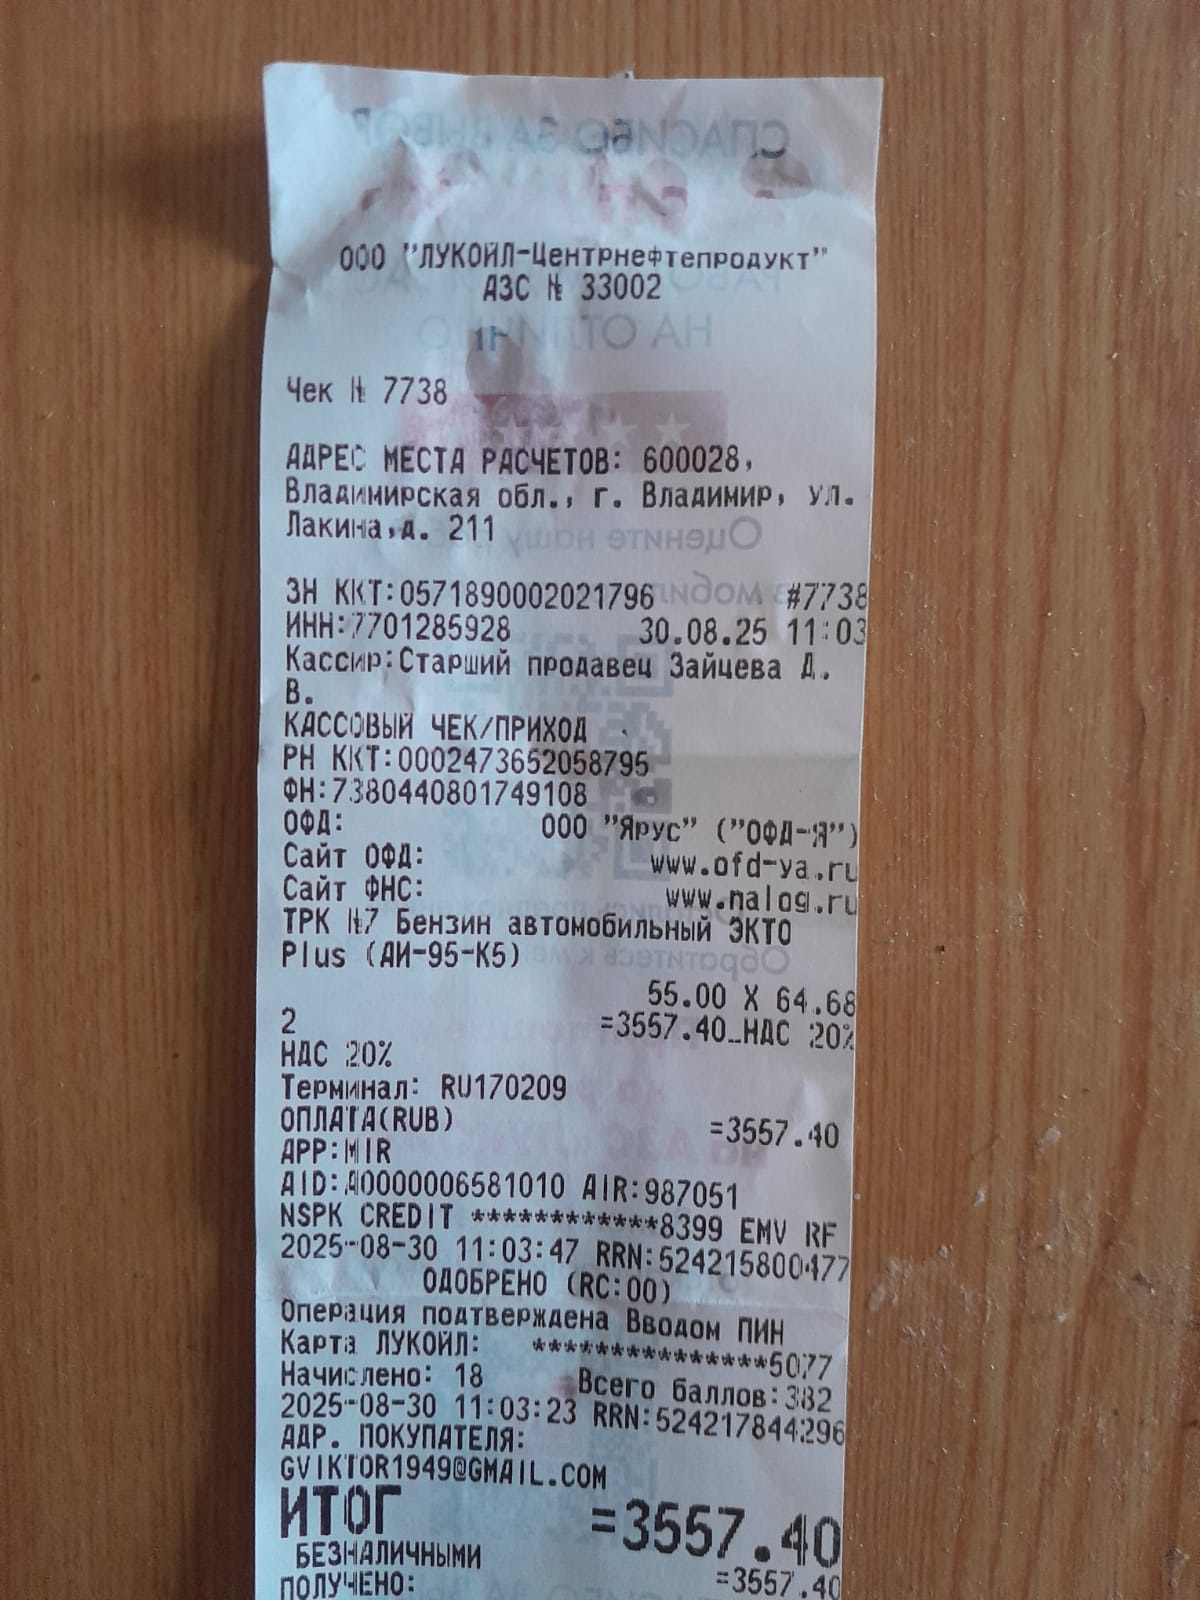 ООО "ЛУКОЙЛ-Центрнефтепродукт"
АЗС № 33002
Чек № 7738
АДРЕС МЕСТА РАСЧЕТОВ: 600028,
Владимирская обл., г. Владимир, ул.
Лакина,д. 211
ЗН ККТ:0571890002021796 #7738
ИНН:7701285928 30.08.25 11:03
Кассир:Старший продавец Зайцева Д.
В.
КАССОВЫЙ ЧЕК/ПРИХОД
РН ККТ:0002473652058795
ФН:7380440801749108
ОФД: ООО "Ярус" ("ОФД-Я")
Сайт ОФД: www.ofd-ya.ru
Сайт ФНС: www.nalog.ru
ТРК №7 Бензин автомобильный ЭКТО
Plus (АИ-95-К5)
55.00 X 64.68
2 =3557.40_НДС 20%
НДС 20%
Терминал: RU170209
ОПЛАТА(RUB) =3557.40
APP:MIR
AID:A0000006581010 AIR:987051
NSPK CREDIT ************8399 EMV RF
2025-08-30 11:03:47 RRN:524215800477
ОДОБРЕНО (RC:00)
Операция подтверждена Вводом ПИН
Карта ЛУКОЙЛ: ***************5077
Начислено: 18 Всего баллов:382
2025-08-30 11:03:23 RRN:524217844296
АДР. ПОКУПАТЕЛЯ:
GVIKTOR1949@GMAIL.COM
ИТОГ =3557.40
БЕЗНАЛИЧНЫМИ =3557.40
ПОЛУЧЕНО: